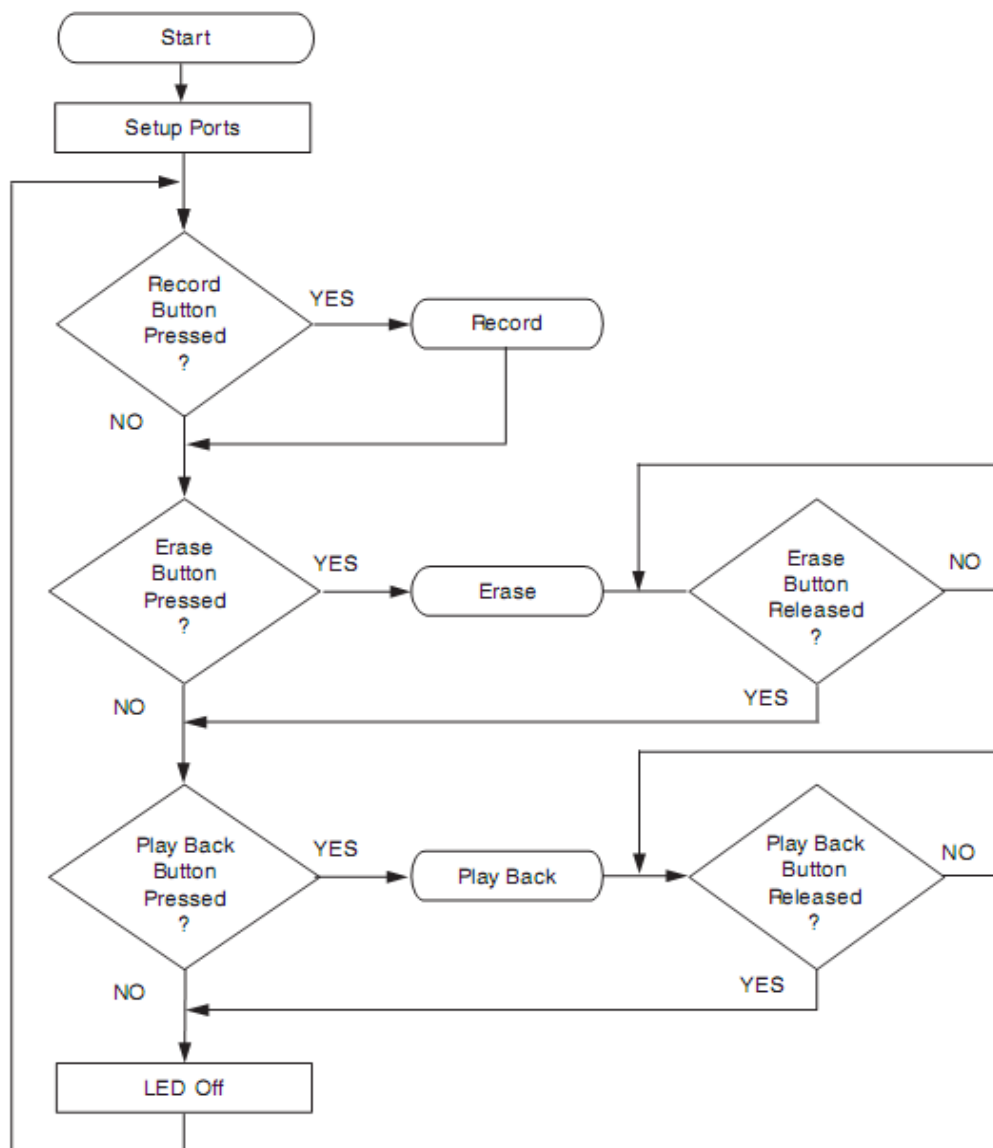 Start
Setup Ports
Record
Button
Pressed
?
YES
Record
NO
Erase
Button
Pressed
?
YES
Erase
Erase
Button
Released
?
NO
YES
NO
Play Back
Button
Pressed
?
YES
Play Back
Play Back
Button
Released
?
NO
YES
NO
LED Off